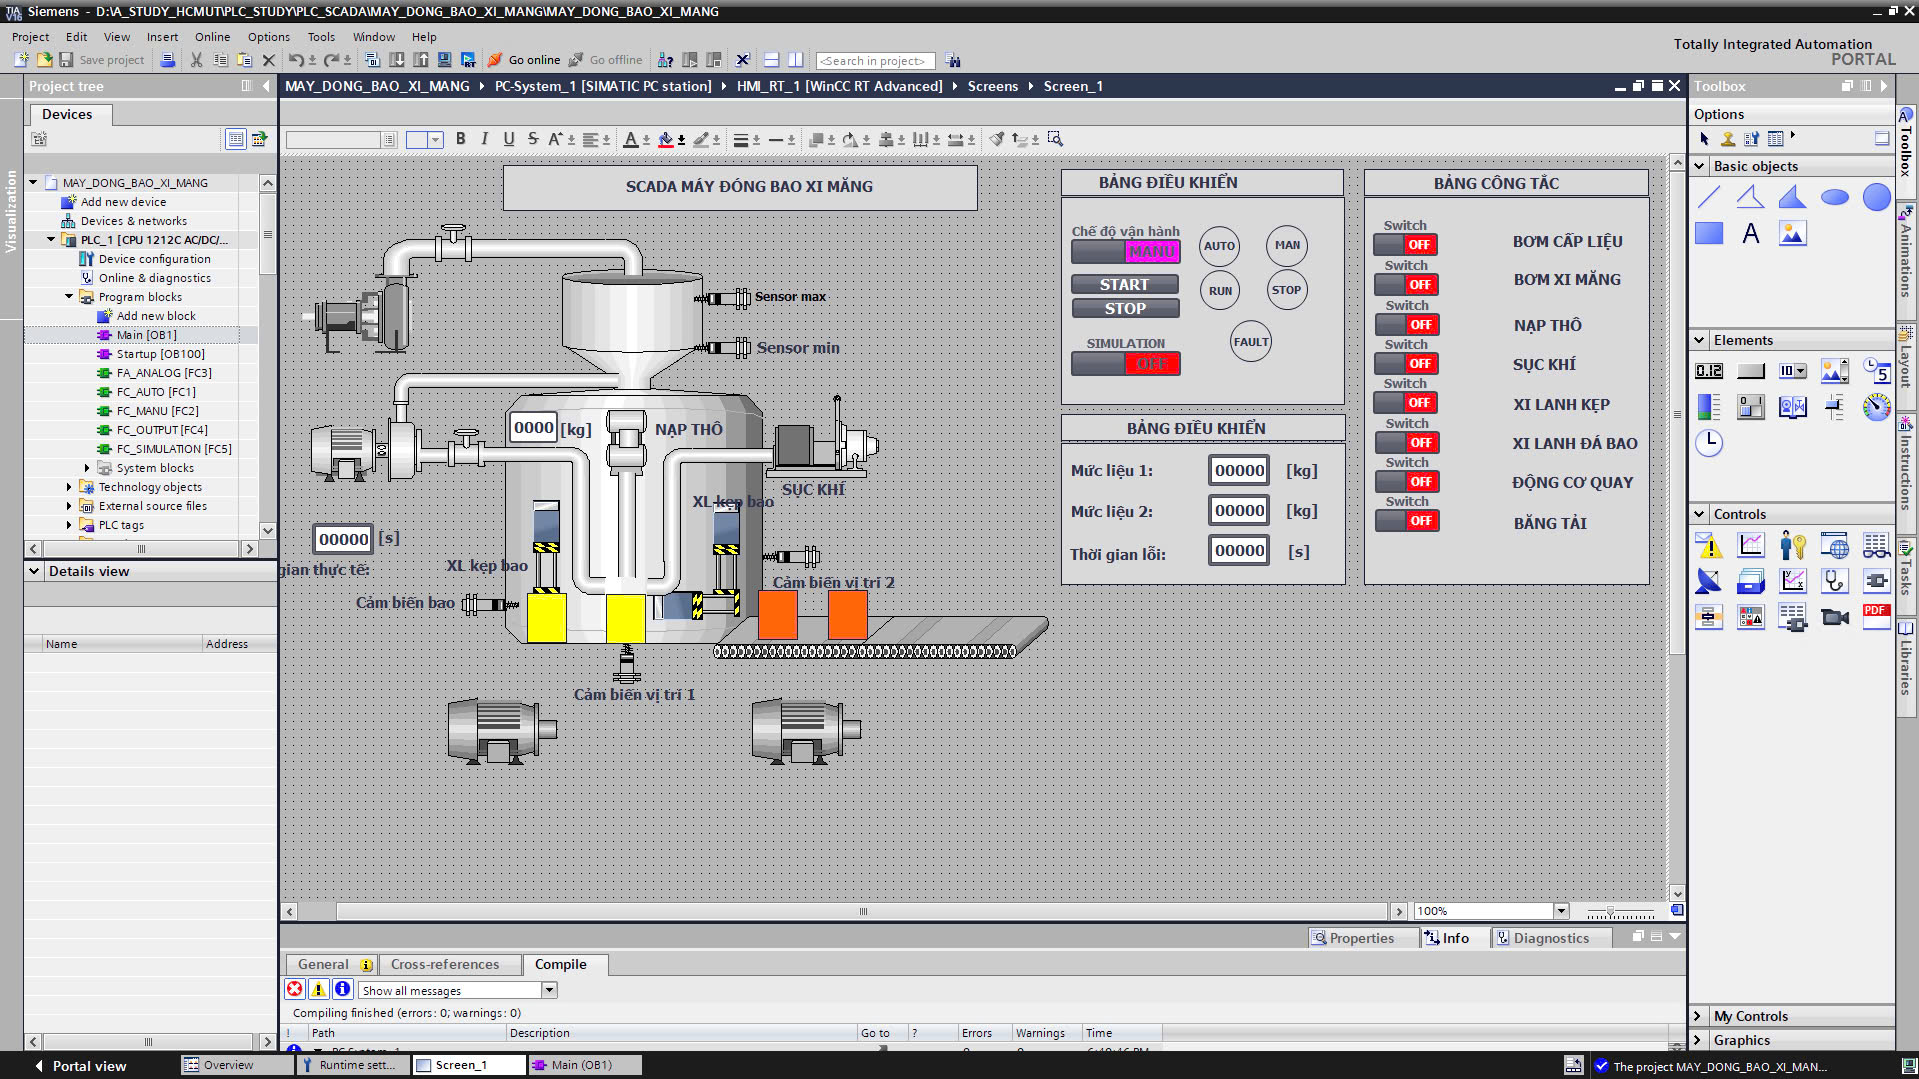 Siemens - D:\A_STUDY_HCMUT\PLC_STUDY\PLC_SCADA\MAY_DONG_BAO_XI_MANG\MAY_DONG_BAO_XI_MANG
Project Edit View Insert Online Options Tools Window Help
Totally Integrated Automation
PORTAL
Save project
Go online
Go offline
<Search in project>
Project tree
MAY_DONG_BAO_XI_MANG PC-System_1 [SIMATIC PC station] HMI_RT_1 [WinCC RT Advanced] Screens Screen_1
Toolbox
Devices
Options
Visualization
MAY_DONG_BAO_XI_MANG
Add new device
Devices & networks
PLC_1 [CPU 1212C AC/DC/...
Device configuration
Online & diagnostics
Program blocks
Add new block
Main [OB1]
Startup [OB100]
FA_ANALOG [FC3]
FC_AUTO [FC1]
FC_MANU [FC2]
FC_OUTPUT [FC4]
FC_SIMULATION [FC5]
System blocks
Technology objects
External source files
PLC tags
Details view
Name Address
B I U S A
SCADA MÁY ĐÓNG BAO XI MĂNG
Sensor max
Sensor min
0000 [kg]
NẠP THÔ
SỤC KHÍ
XL kẹp bao
00000 [s]
gian thực tế:
XL kẹp bao
Cảm biến bao
Cảm biến vị trí 2
Cảm biến vị trí 1
BẢNG ĐIỀU KHIỂN
Chế độ vận hành
MANU
AUTO
MAN
START
STOP
RUN
STOP
SIMULATION
OFF
FAULT
BẢNG ĐIỀU KHIỂN
Mức liệu 1: 00000 [kg]
Mức liệu 2: 00000 [kg]
Thời gian lỗi: 00000 [s]
BẢNG CÔNG TẮC
Switch
OFF BƠM CẤP LIỆU
Switch
OFF BƠM XI MĂNG
Switch
OFF NẠP THÔ
Switch
OFF SỤC KHÍ
Switch
OFF XI LANH KẸP
Switch
OFF XI LANH ĐÁ BAO
Switch
OFF ĐỘNG CƠ QUAY
Switch
OFF BĂNG TẢI
100%
Basic objects
Elements
Controls
My Controls
Graphics
Toolbox
Animations
Layout
Instructions
Tasks
Libraries
Properties Info Diagnostics
General Cross-references Compile
Show all messages
Compiling finished (errors: 0; warnings: 0)
! Path Description Go to ? Errors Warnings Time
Portal view
Overview
Runtime sett...
Screen_1
Main (OB1)
The project MAY_DONG_BAO_XI_MAN...